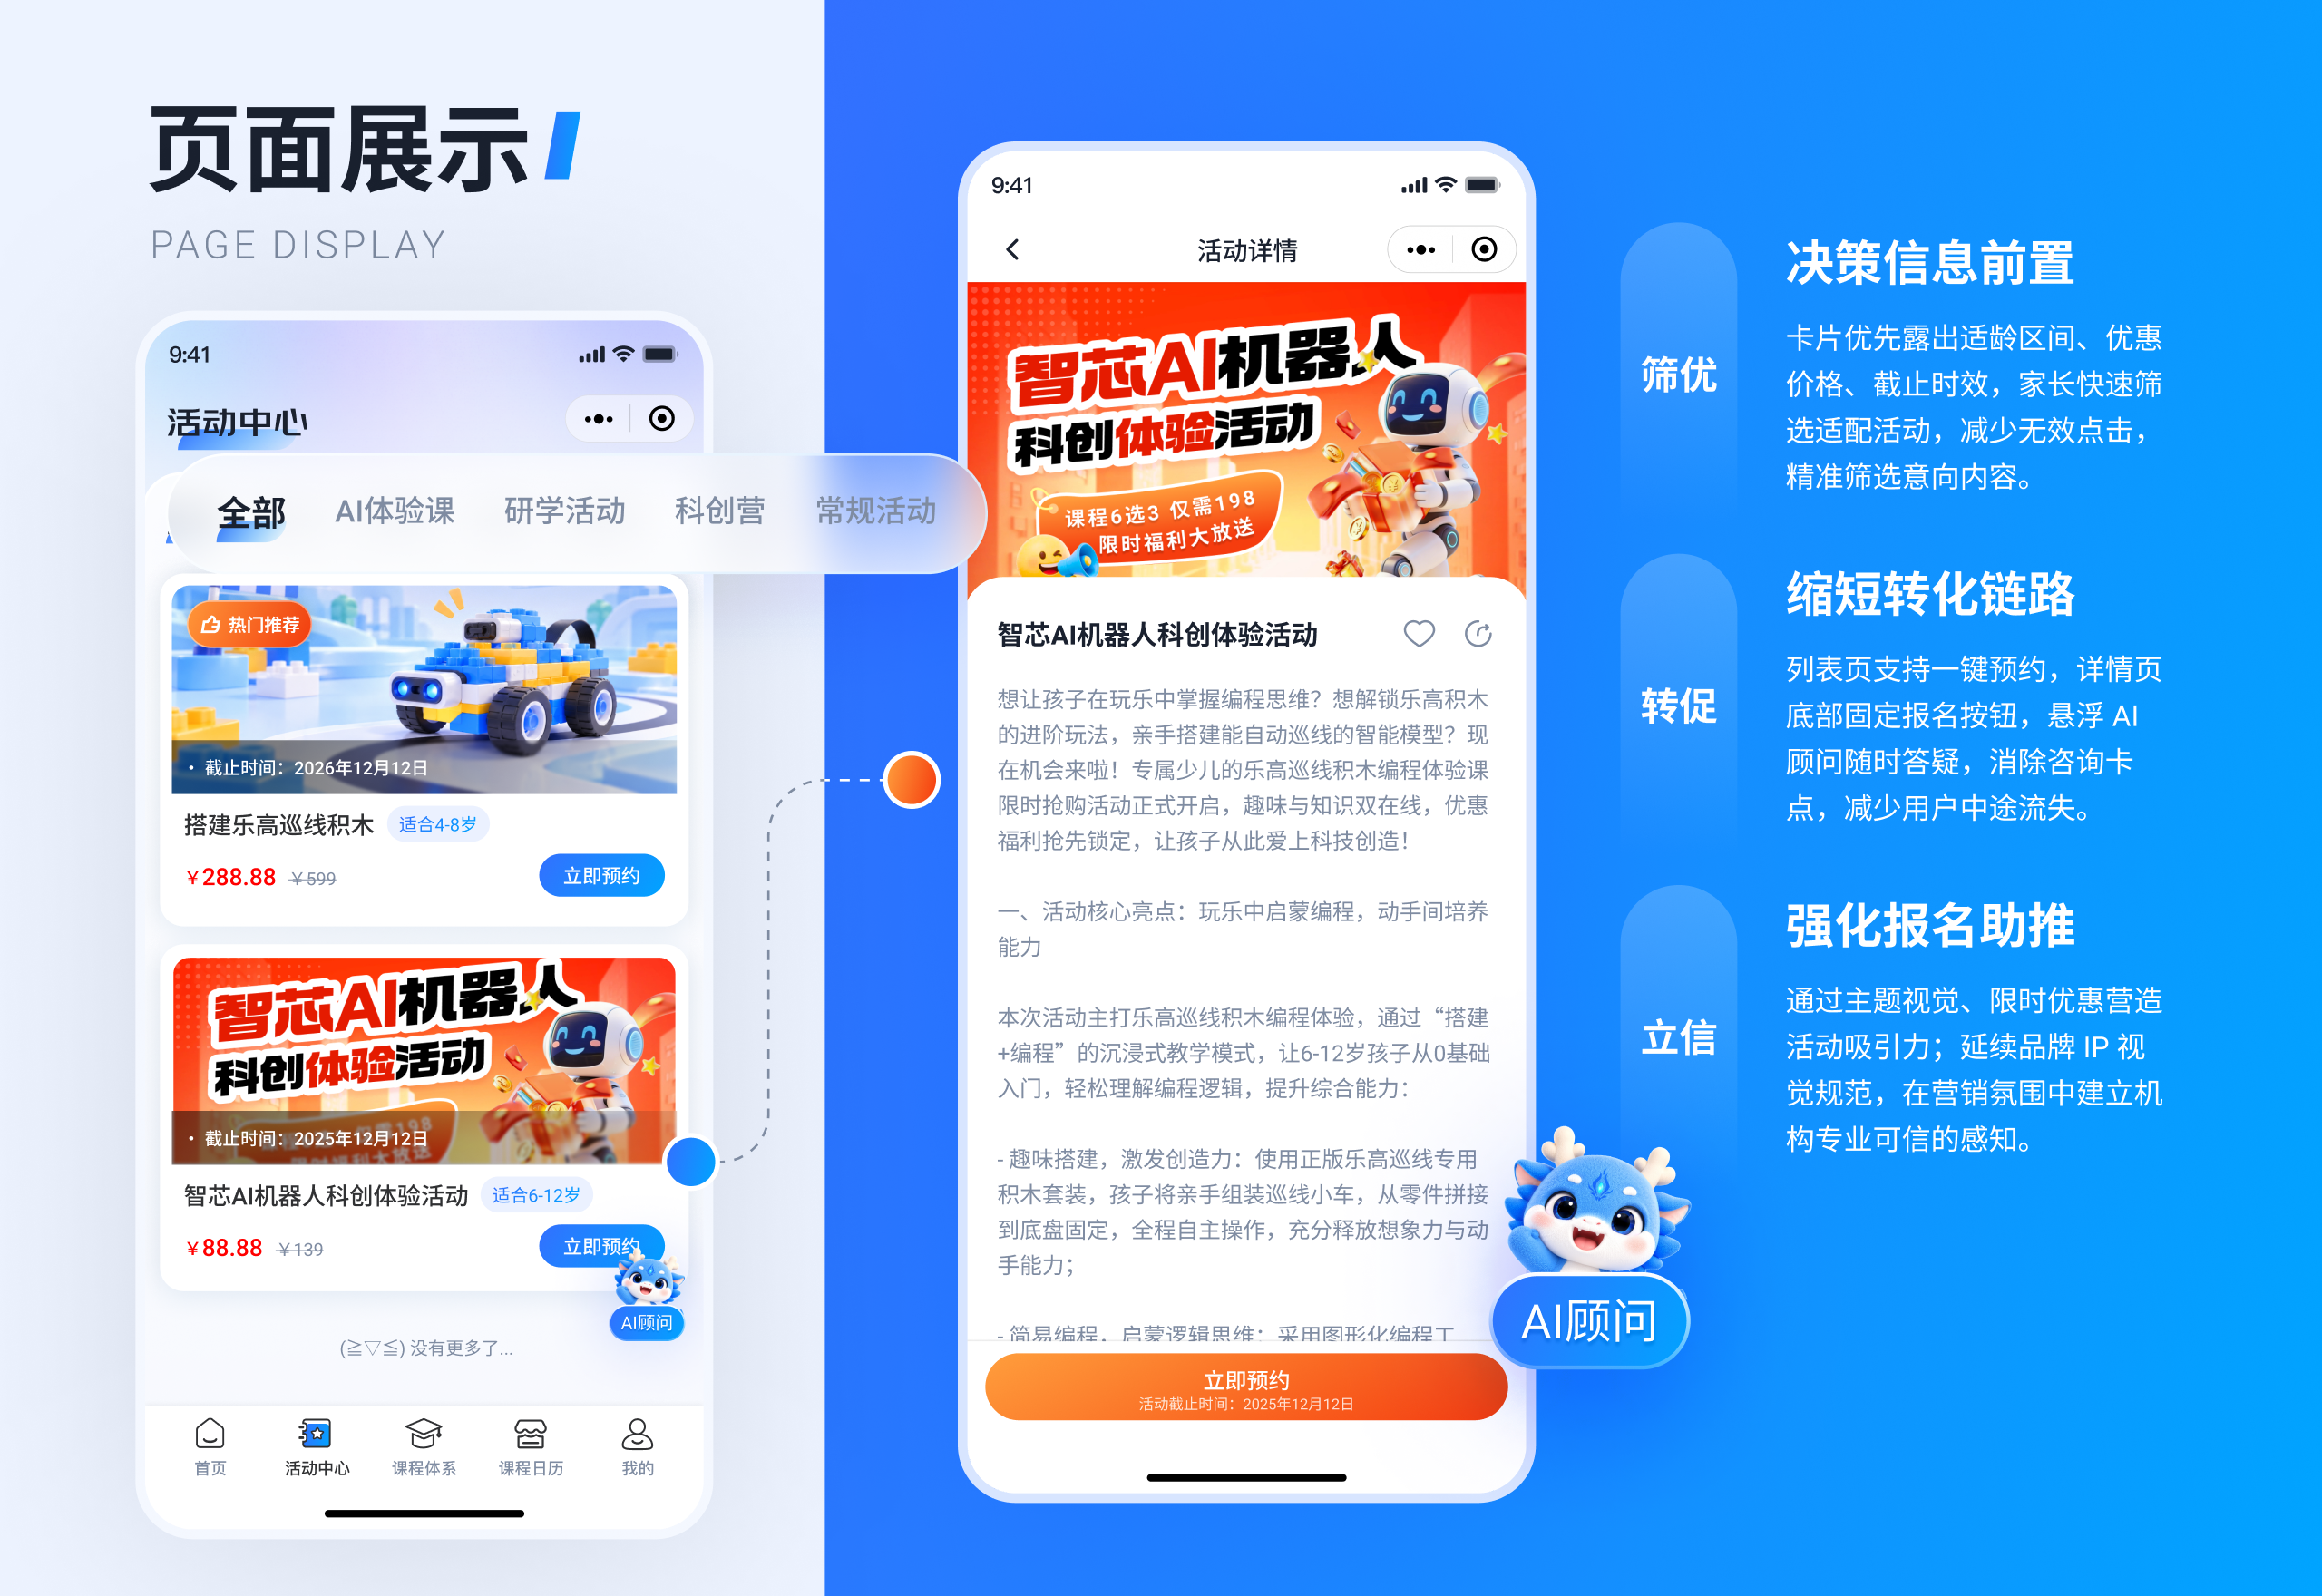 页面展示
PAGE DISPLAY
9:41
活动中心
全部 AI体验课 研学活动 科创营 常规活动
热门推荐
· 截止时间：2026年12月12日
搭建乐高巡线积木 适合4-8岁
¥288.88 ¥599 立即预约
智芯AI机器人
科创体验活动
· 截止时间：2025年12月12日
智芯AI机器人科创体验活动 适合6-12岁
¥88.88 ¥139 立即预约
AI顾问
(≧▽≦) 没有更多了...
首页 活动中心 课程体系 课程日历 我的
9:41
活动详情
智芯AI机器人
科创体验活动
课程6选3 仅需198
限时福利大放送
智芯AI机器人科创体验活动
想让孩子在玩乐中掌握编程思维？想解锁乐高积木
的进阶玩法，亲手搭建能自动巡线的智能模型？现
在机会来啦！专属少儿的乐高巡线积木编程体验课
限时抢购活动正式开启，趣味与知识双在线，优惠
福利抢先锁定，让孩子从此爱上科技创造！
一、活动核心亮点：玩乐中启蒙编程，动手间培养
能力
本次活动主打乐高巡线积木编程体验，通过“搭建
+编程”的沉浸式教学模式，让6-12岁孩子从0基础
入门，轻松理解编程逻辑，提升综合能力：
- 趣味搭建，激发创造力：使用正版乐高巡线专用
积木套装，孩子将亲手组装巡线小车，从零件拼接
到底盘固定，全程自主操作，充分释放想象力与动
手能力；
- 简易编程，启蒙逻辑思维：采用图形化编程工
立即预约
活动截止时间：2025年12月12日
AI顾问
筛优
决策信息前置
卡片优先露出适龄区间、优惠
价格、截止时效，家长快速筛
选适配活动，减少无效点击，
精准筛选意向内容。
转促
缩短转化链路
列表页支持一键预约，详情页
底部固定报名按钮，悬浮 AI
顾问随时答疑，消除咨询卡
点，减少用户中途流失。
立信
强化报名助推
通过主题视觉、限时优惠营造
活动吸引力；延续品牌 IP 视
觉规范，在营销氛围中建立机
构专业可信的感知。